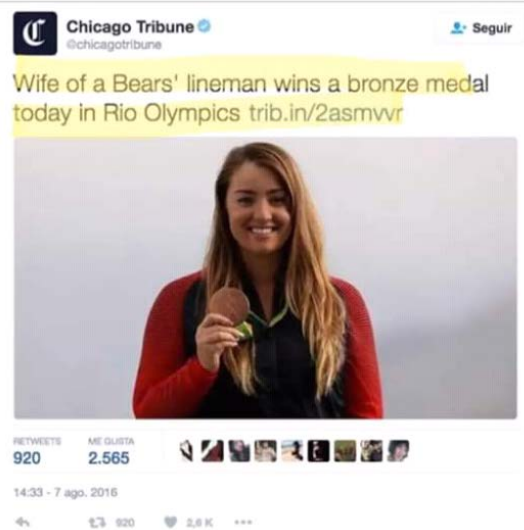 Chicago Tribune
@chicagotribune
Seguir
Wife of a Bears' lineman wins a bronze medal
today in Rio Olympics trib.in/2asmvvr
RETWEETS
920
ME GUSTA
2.565
14:33 - 7 ago. 2016
920
2,6 K